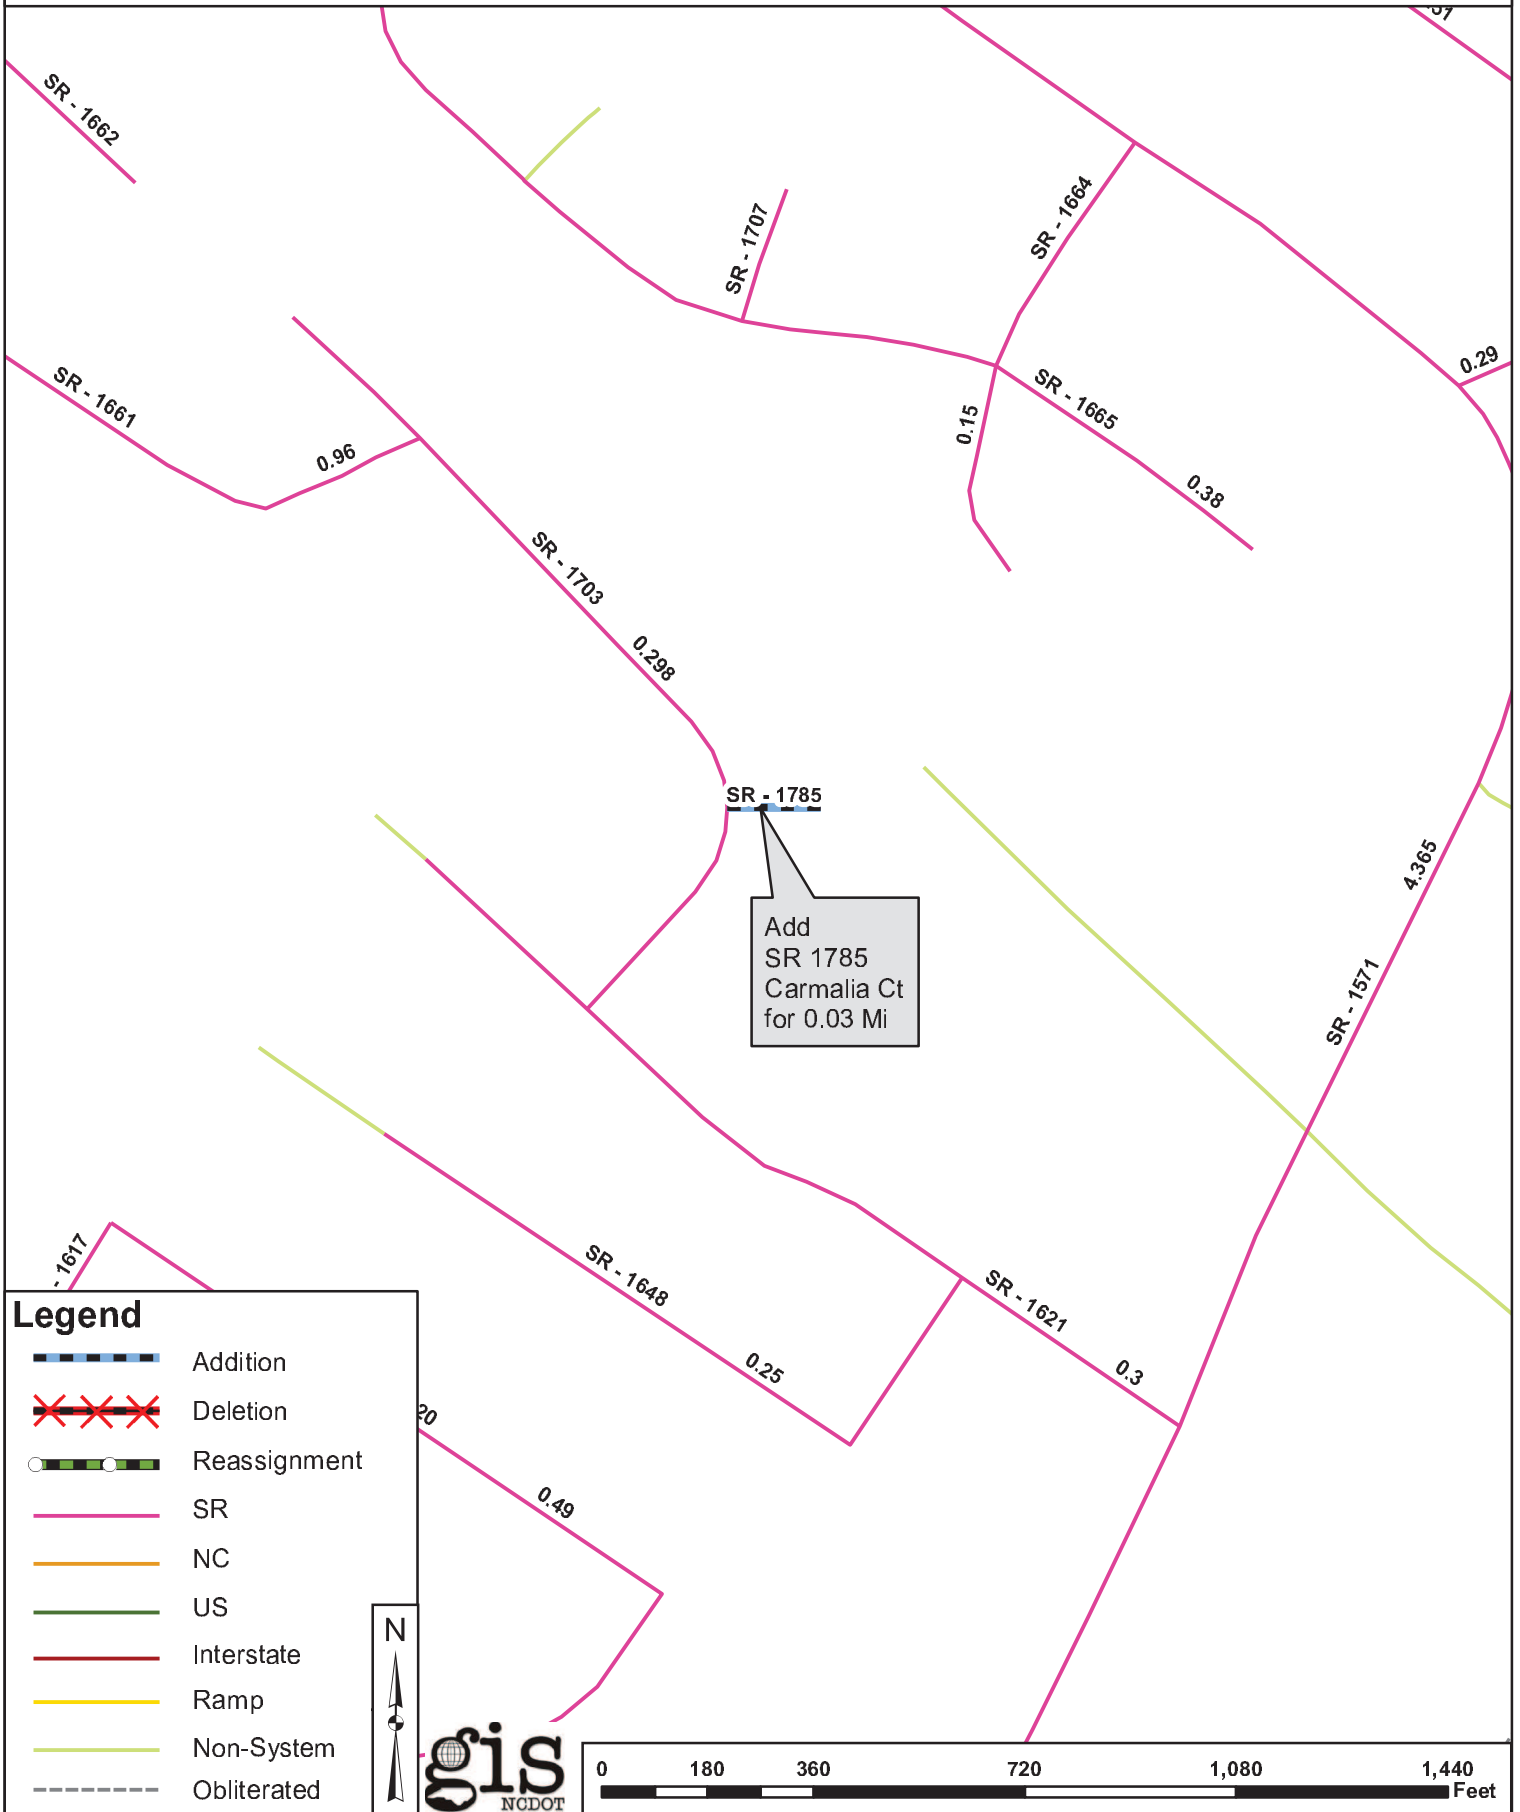 51
SR - 1662
SR - 1707
SR - 1664
0.29
SR - 1661
0.96
0.15
SR - 1665
0.38
SR - 1703
0.298
SR - 1785
Add
SR 1785
Carmalia Ct
for 0.03 Mi
4.365
SR - 1571
- 1617
SR - 1648
0.25
SR - 1621
0.3
20
0.49
Legend
Addition
Deletion
Reassignment
SR
NC
US
Interstate
Ramp
Non-System
Obliterated
N
gis
NCDOT
0 180 360 720 1,080 1,440
Feet